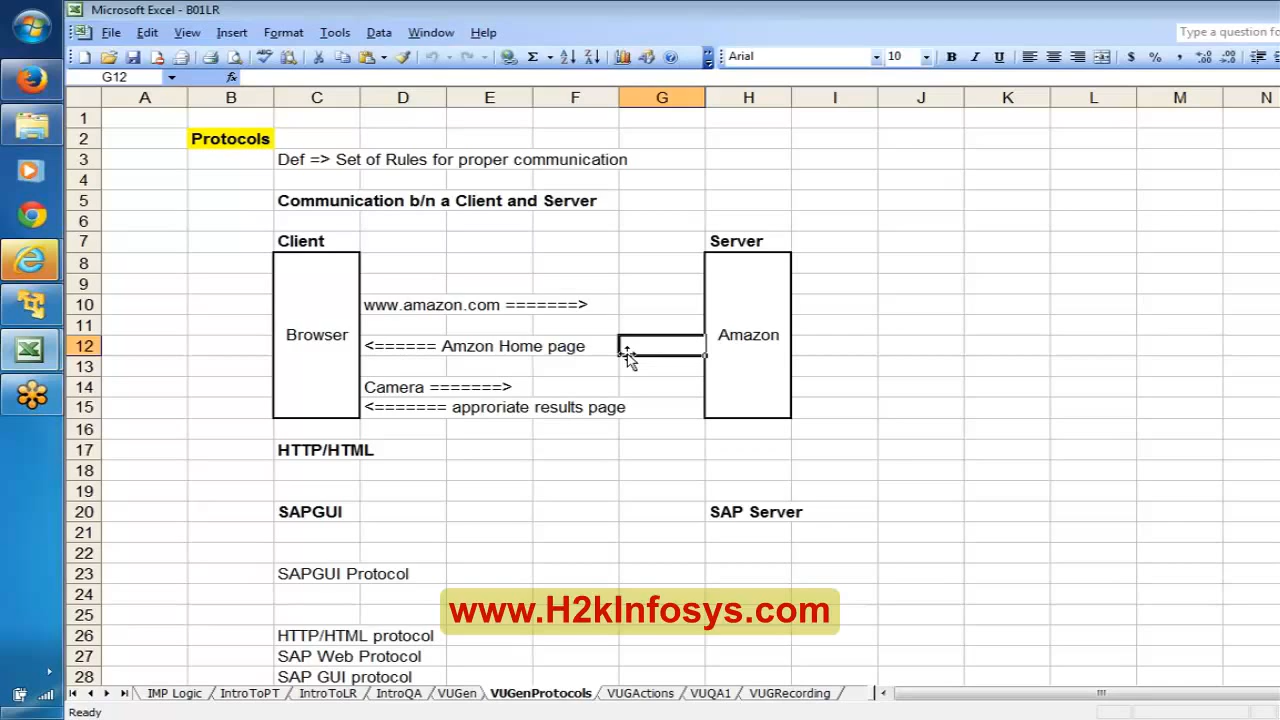 Microsoft Excel - B01LR
File Edit View Insert Format Tools Data Window Help Type a question fo
Arial 10 B I U $ % ,
G12 fx
A B C D E F G H I J K L M N
1
2 Protocols
3 Def => Set of Rules for proper communication
4
5 Communication b/n a Client and Server
6
7 Client Server
8
9
10 www.amazon.com =======>
11
Browser Amazon
12 <====== Amzon Home page
13
14 Camera =======>
15 <======= approriate results page
16
17 HTTP/HTML
18
19
20 SAPGUI SAP Server
21
22
23 SAPGUI Protocol
24
www.H2kInfosys.com
25
26 HTTP/HTML protocol
27 SAP Web Protocol
28 SAP GUI protocol
IMP Logic IntroToPT IntroToLR IntroQA VUGen VUGenProtocols VUGActions VUQA1 VUGRecording
Ready